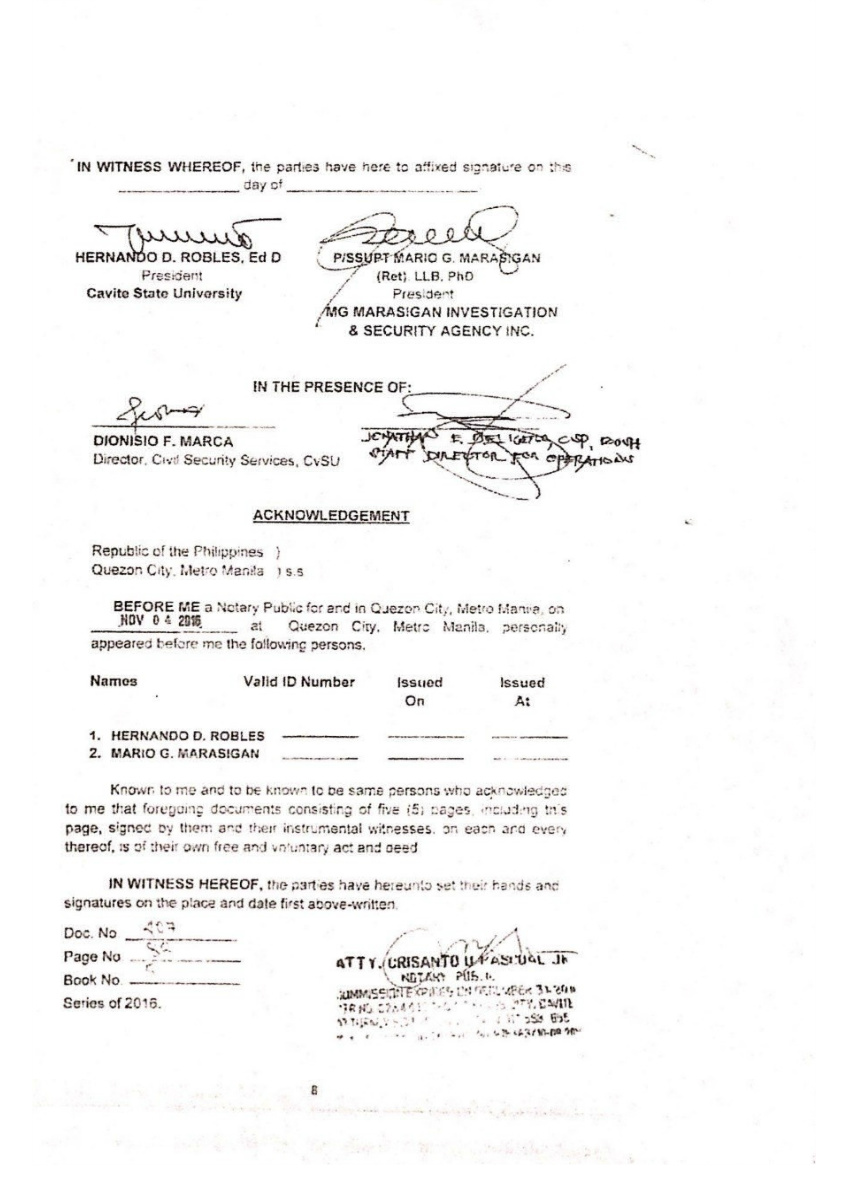 IN WITNESS WHEREOF, the parties have here to affixed signature on this
____________ day of ____________
HERNANDO D. ROBLES, Ed D
President
Cavite State University
P/SSUPT MARIO G. MARASIGAN
(Ret). LLB, PhD
President
MG MARASIGAN INVESTIGATION
& SECURITY AGENCY INC.
IN THE PRESENCE OF:
DIONISIO F. MARCA
Director, Civil Security Services, CvSU
JONATHAN E.
STAFF DIRECTOR FOR OPERATIONS
ACKNOWLEDGEMENT
Republic of the Philippines )
Quezon City, Metro Manila ) s.s
BEFORE ME a Notary Public for and in Quezon City, Metro Manila, on
NOV 04 2016 at Quezon City, Metro Manila, personally
appeared before me the following persons,
Names Valid ID Number Issued On Issued At
1. HERNANDO D. ROBLES
2. MARIO G. MARASIGAN
Known to me and to be known to be same persons who acknowledged
to me that foregoing documents consisting of five (5) pages, including this
page, signed by them and their instrumental witnesses, on each and every
thereof, is of their own free and voluntary act and deed
IN WITNESS HEREOF, the parties have hereunto set their hands and
signatures on the place and date first above-written.
Doc. No
Page No
Book No.
Series of 2016.
ATTY. CRISANTO U PASCUAL JR
NOTARY PUBLIC
8